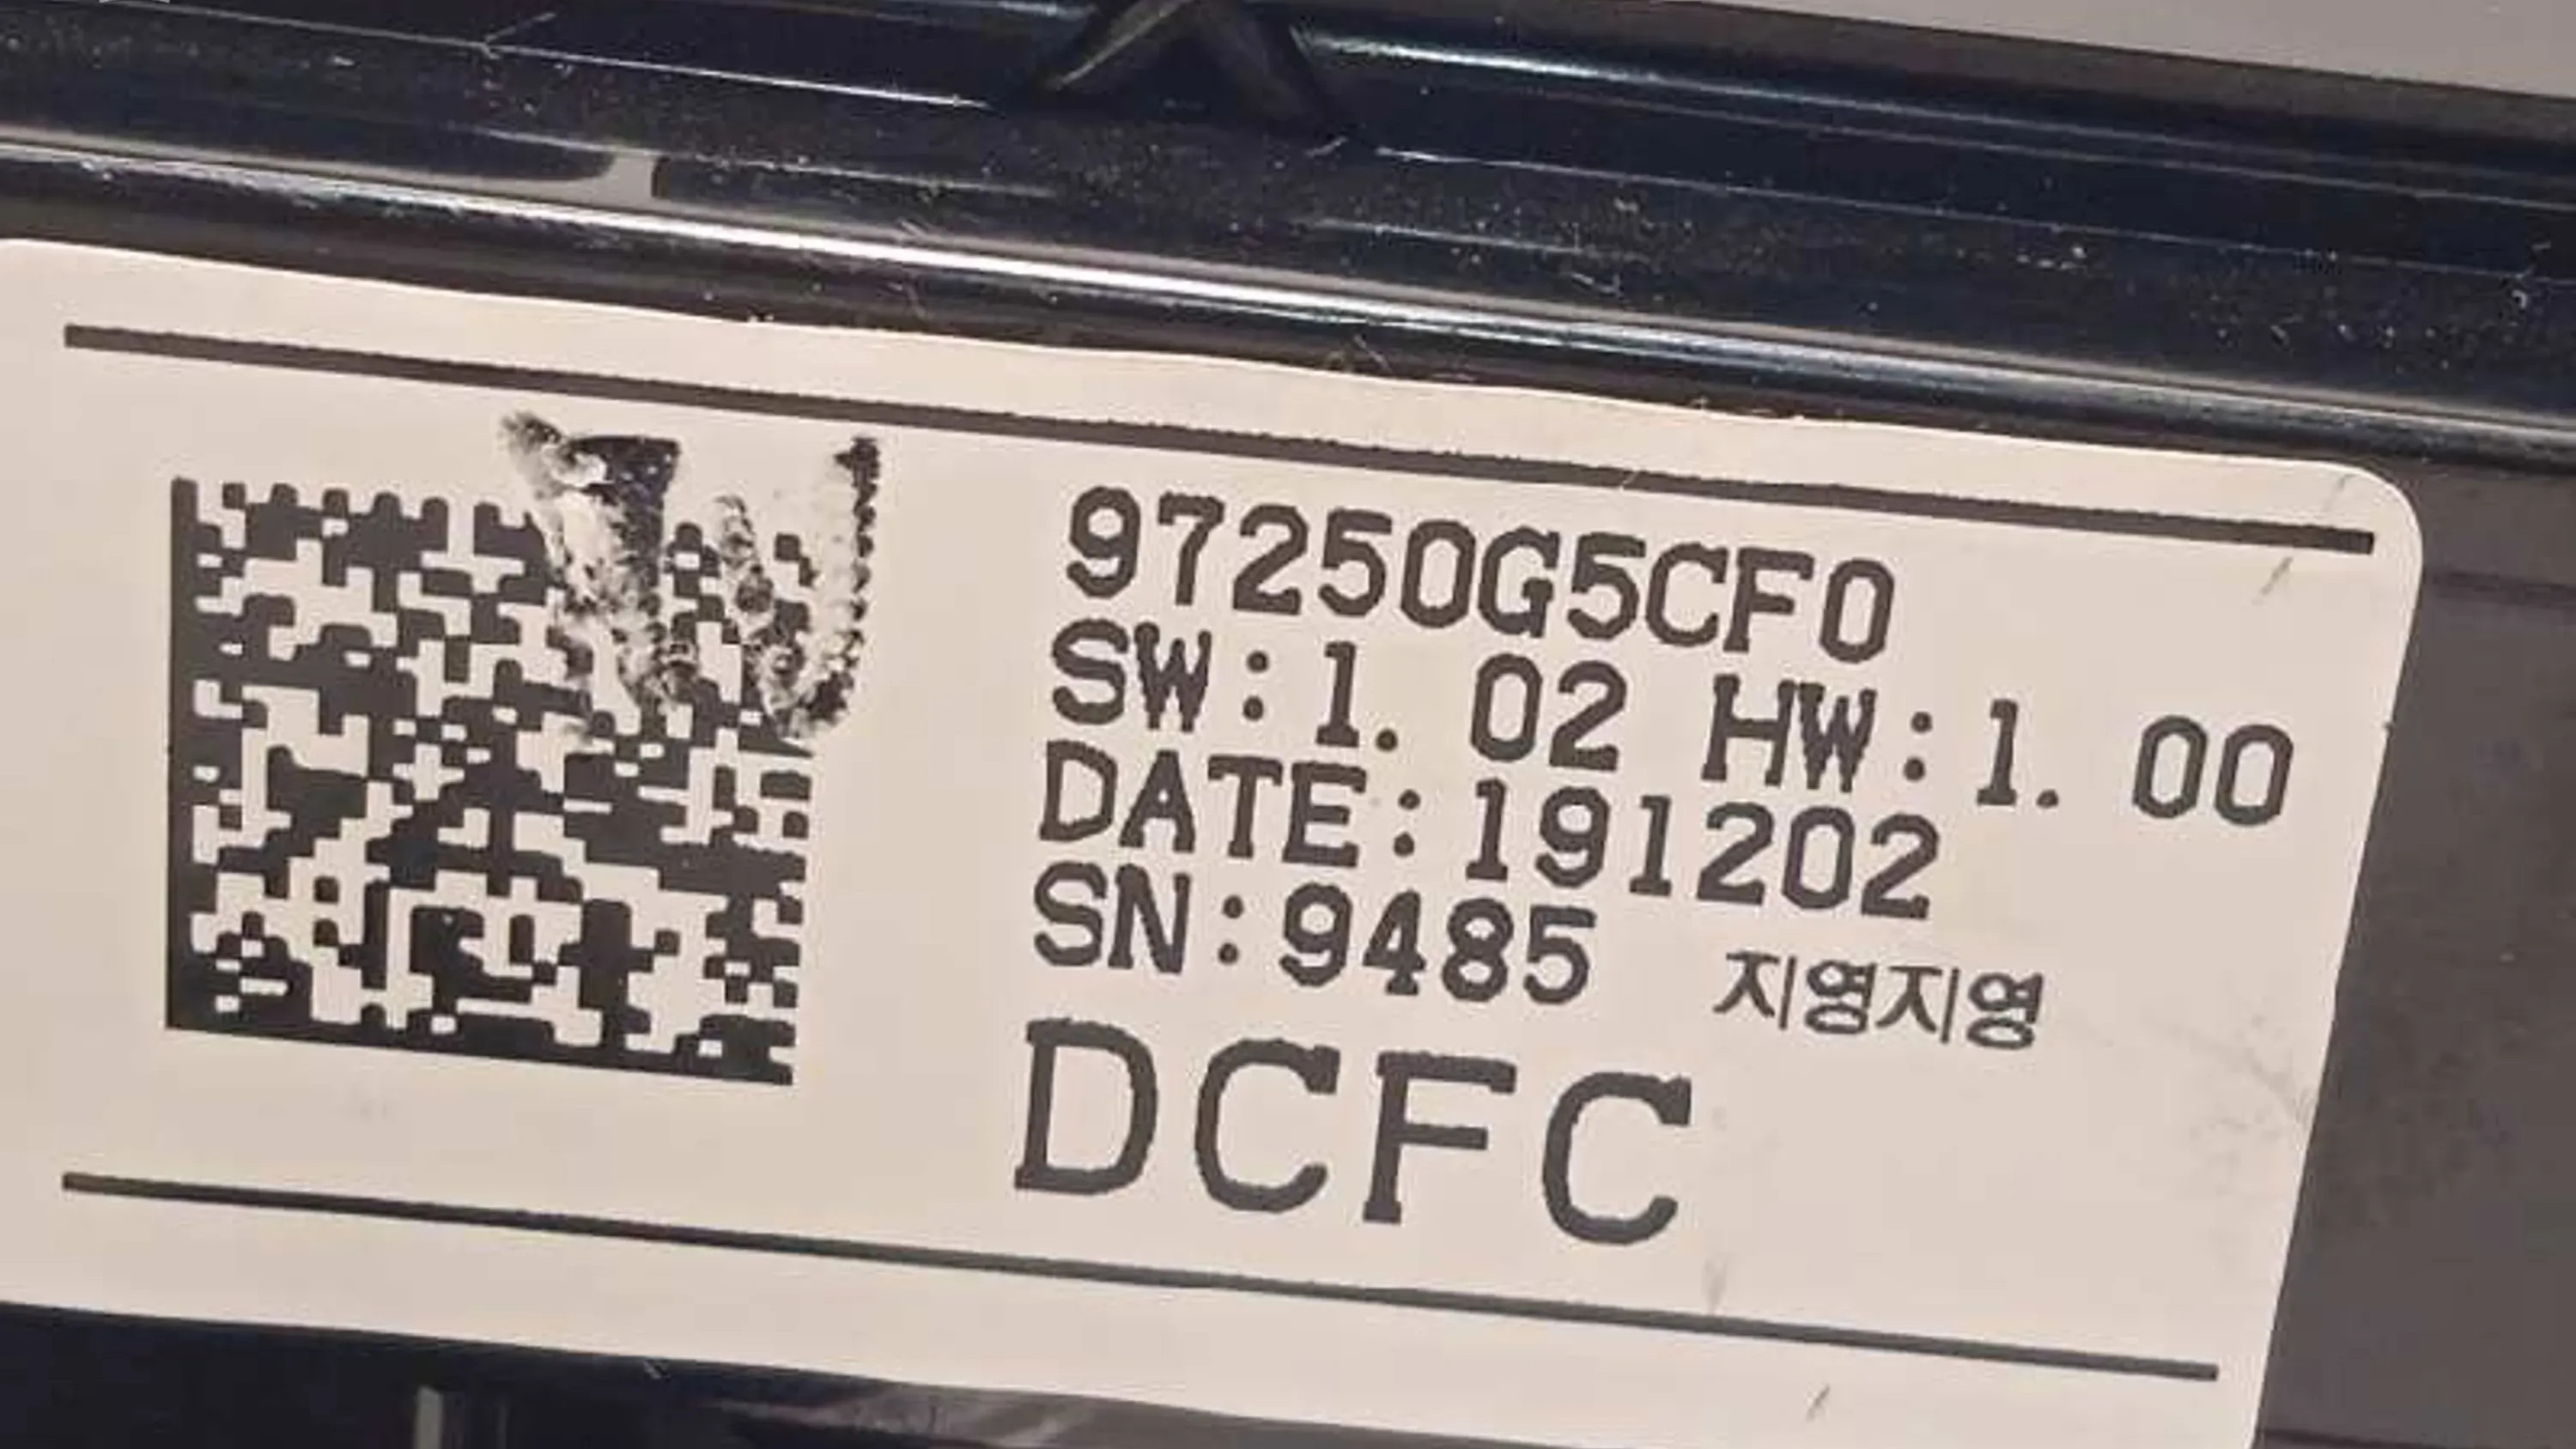 97250G5CF0
SW:1.02 HW:1.00
DATE:191202
SN:9485 지영지영
DCFC